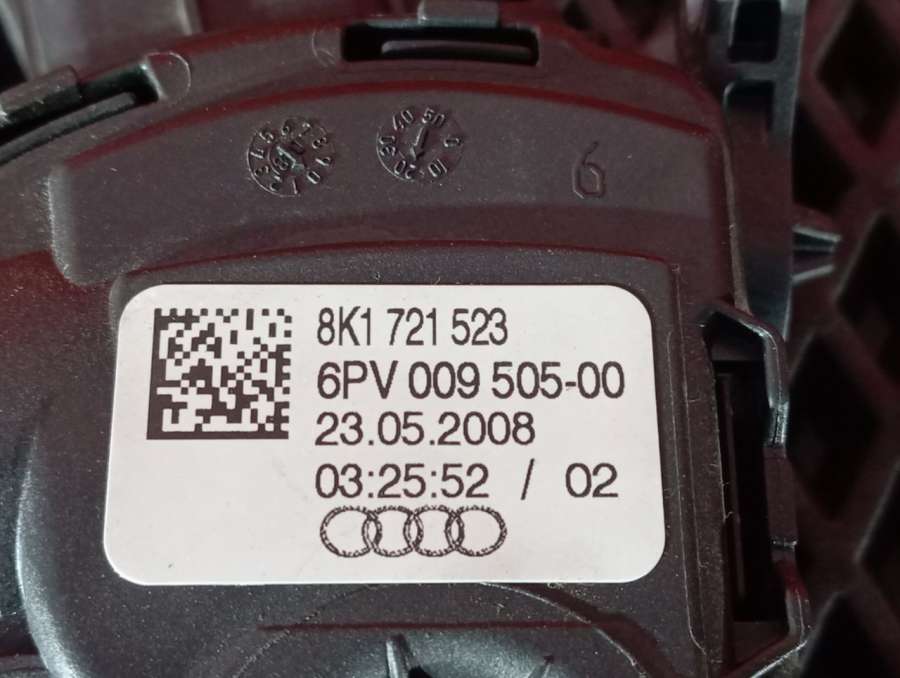 6
8K1 721 523
6PV 009 505-00
23.05.2008
03:25:52 / 02